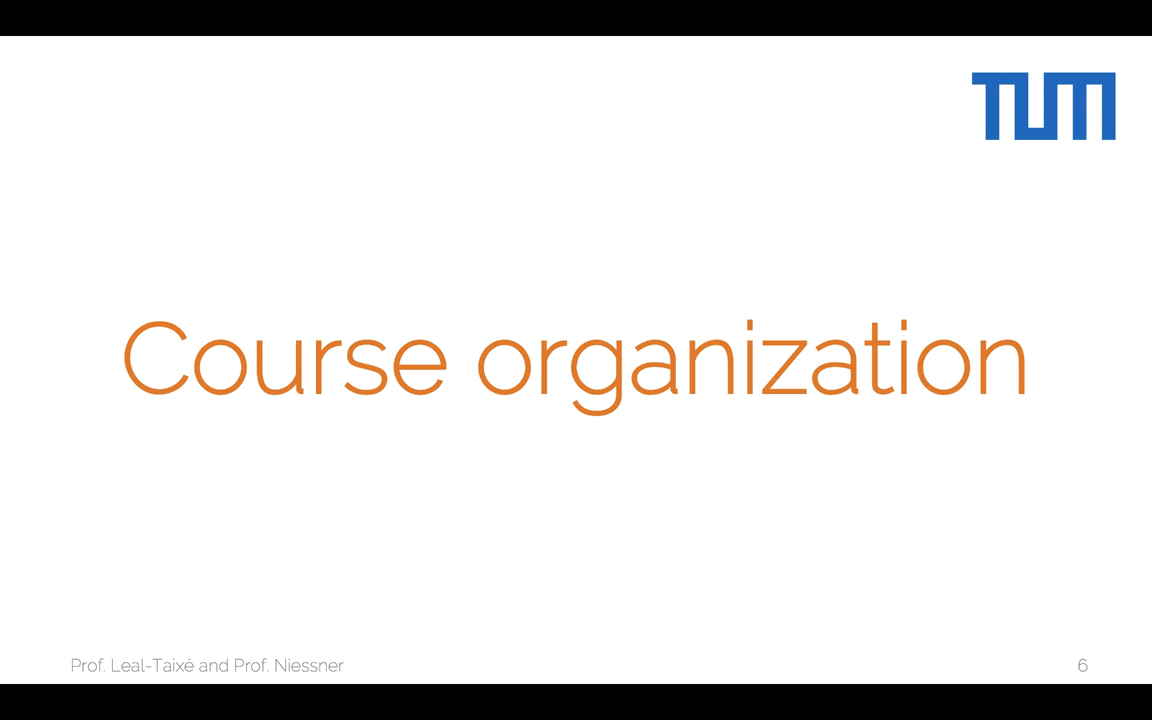 TUM
Course organization
Prof. Leal-Taixé and Prof. Niessner
6